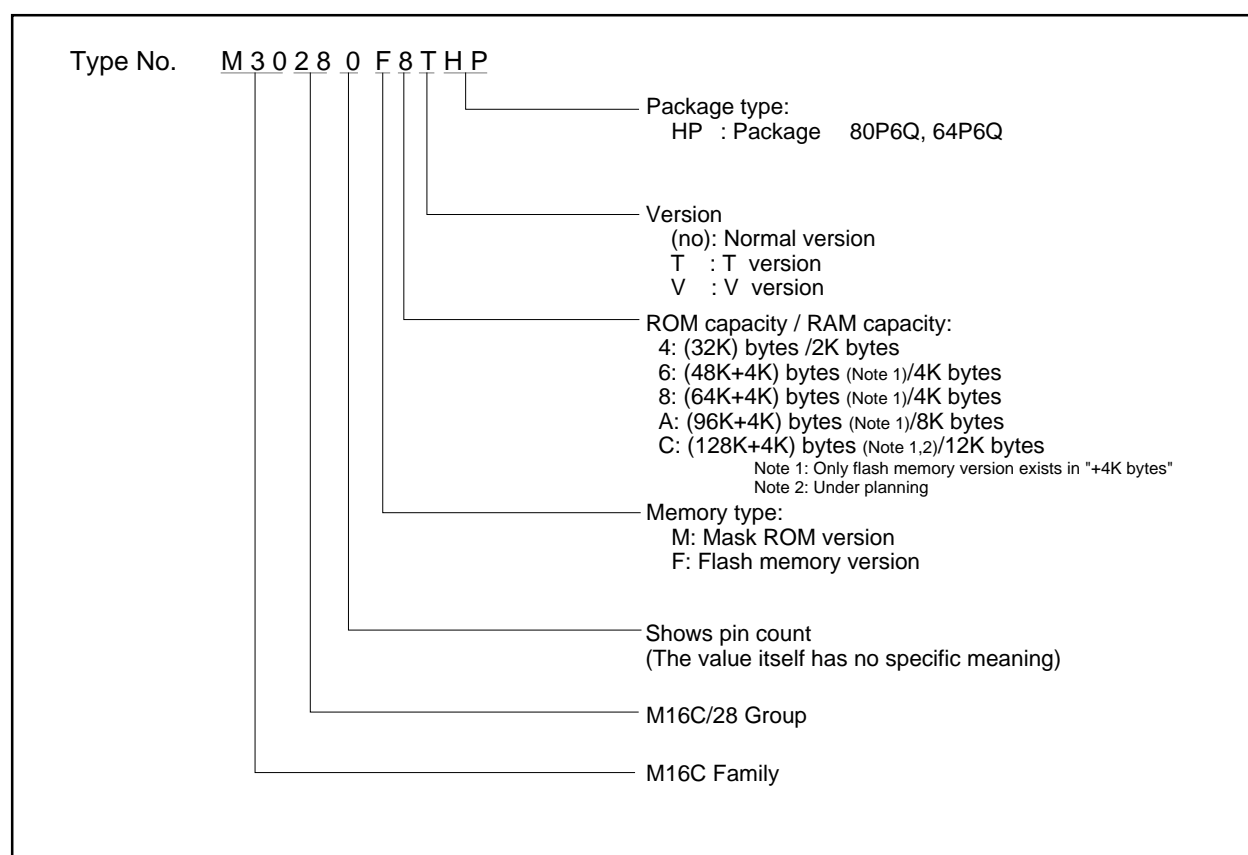 Type No. M 3 0 2 8 0 F 8 T H P
Package type:
HP : Package 80P6Q, 64P6Q
Version
(no): Normal version
T : T version
V : V version
ROM capacity / RAM capacity:
4: (32K) bytes /2K bytes
6: (48K+4K) bytes (Note 1)/4K bytes
8: (64K+4K) bytes (Note 1)/4K bytes
A: (96K+4K) bytes (Note 1)/8K bytes
C: (128K+4K) bytes (Note 1,2)/12K bytes
Note 1: Only flash memory version exists in "+4K bytes"
Note 2: Under planning
Memory type:
M: Mask ROM version
F: Flash memory version
Shows pin count
(The value itself has no specific meaning)
M16C/28 Group
M16C Family